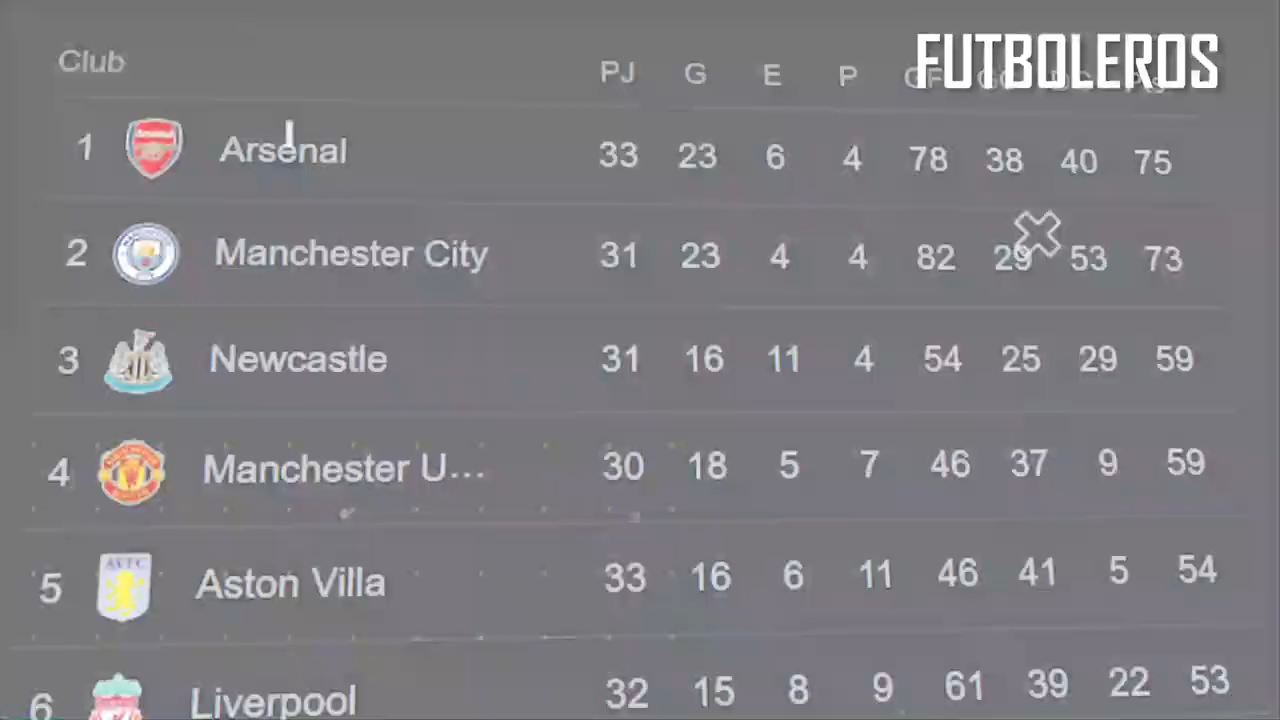 FUTBOLEROS
Club PJ G E P GF
1 Arsenal 33 23 6 4 78 38 40 75
2 Manchester City 31 23 4 4 82 29 53 73
3 Newcastle 31 16 11 4 54 25 29 59
4 Manchester U... 30 18 5 7 46 37 9 59
5 Aston Villa 33 16 6 11 46 41 5 54
6 Liverpool 32 15 8 9 61 39 22 53